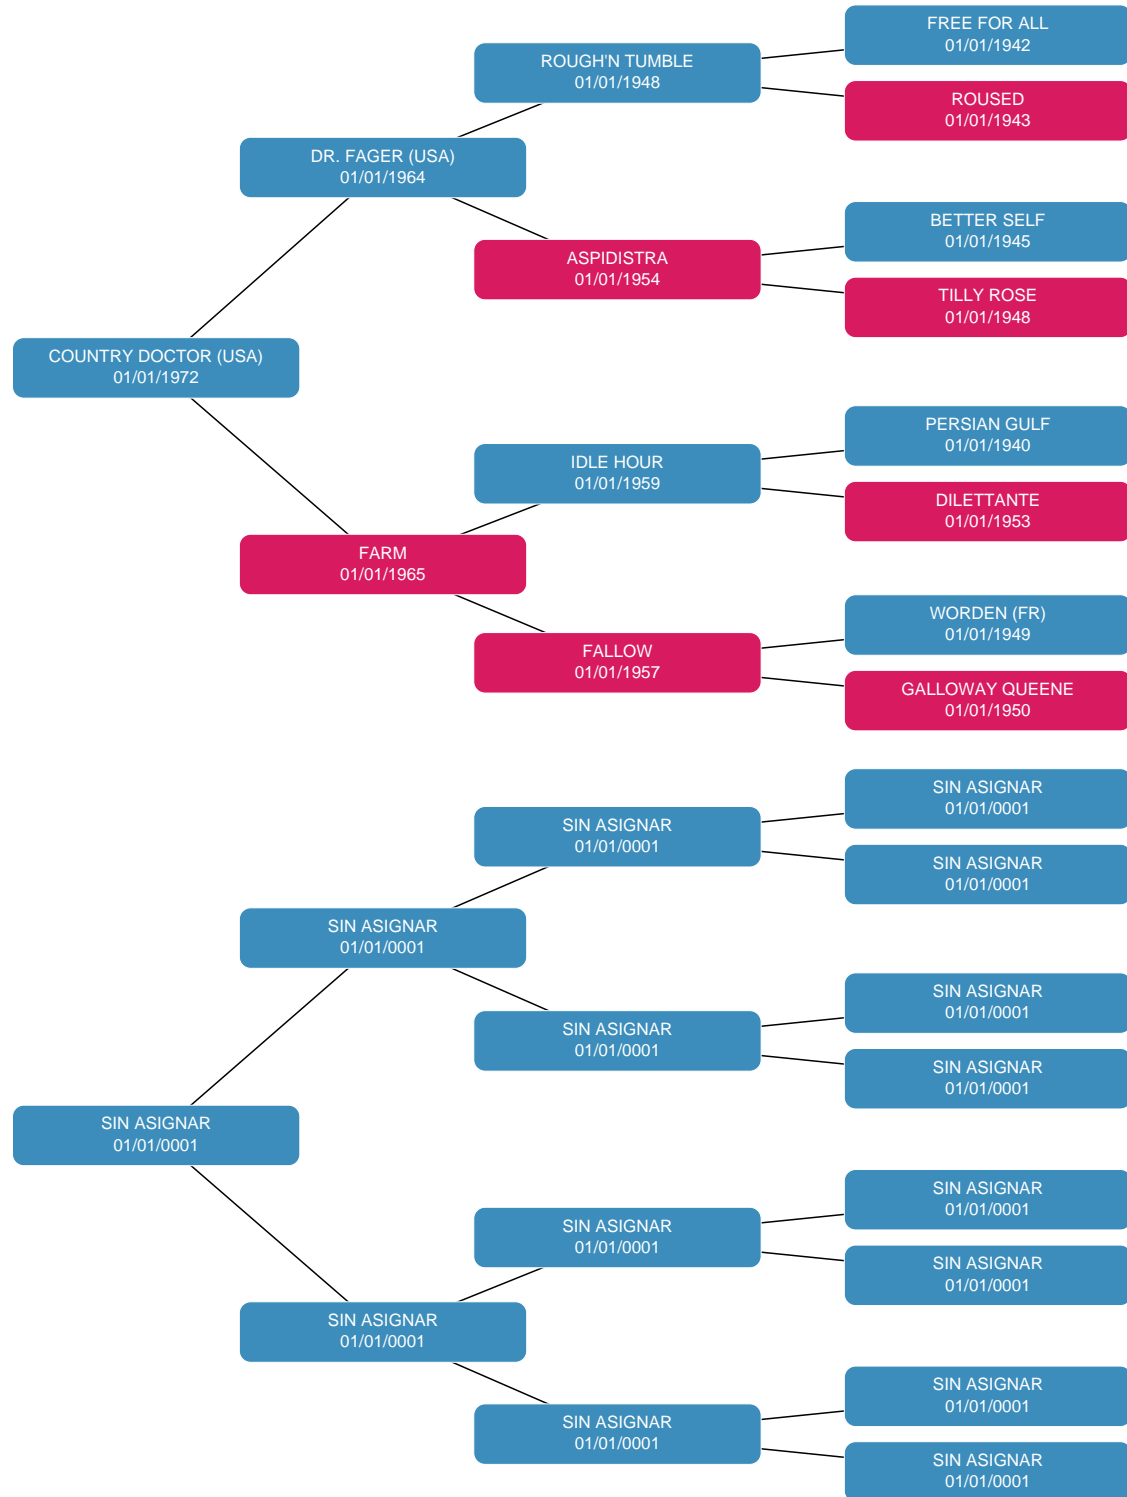 FREE FOR ALL
01/01/1942
ROUGH'N TUMBLE
01/01/1948
ROUSED
01/01/1943
DR. FAGER (USA)
01/01/1964
BETTER SELF
01/01/1945
ASPIDISTRA
01/01/1954
TILLY ROSE
01/01/1948
COUNTRY DOCTOR (USA)
01/01/1972
PERSIAN GULF
01/01/1940
IDLE HOUR
01/01/1959
DILETTANTE
01/01/1953
FARM
01/01/1965
WORDEN (FR)
01/01/1949
FALLOW
01/01/1957
GALLOWAY QUEENE
01/01/1950
SIN ASIGNAR
01/01/0001
SIN ASIGNAR
01/01/0001
SIN ASIGNAR
01/01/0001
SIN ASIGNAR
01/01/0001
SIN ASIGNAR
01/01/0001
SIN ASIGNAR
01/01/0001
SIN ASIGNAR
01/01/0001
SIN ASIGNAR
01/01/0001
SIN ASIGNAR
01/01/0001
SIN ASIGNAR
01/01/0001
SIN ASIGNAR
01/01/0001
SIN ASIGNAR
01/01/0001
SIN ASIGNAR
01/01/0001
SIN ASIGNAR
01/01/0001
SIN ASIGNAR
01/01/0001